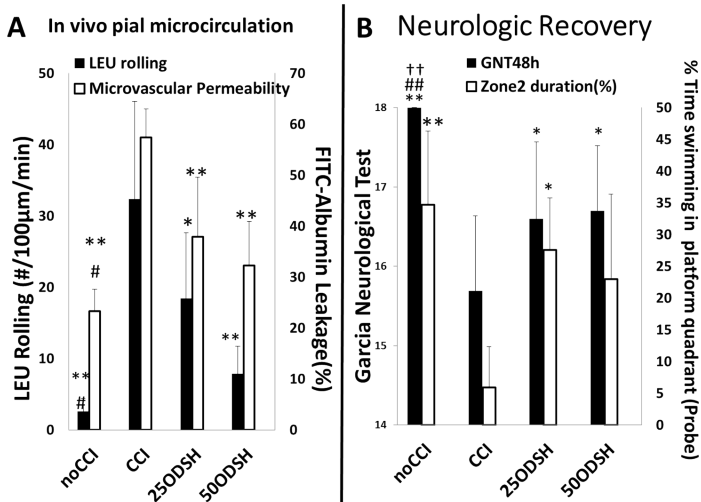 A In vivo pial microcirculation
LEU rolling
Microvascular Permeability
LEU Rolling (#/100µm/min)
50
40
30
20
10
0
70
60
50
40
30
20
10
0
FITC-Albumin Leakage(%)
**
#
**
#
*
**
**
**
noCCI
CCI
25ODSH
50ODSH
B Neurologic Recovery
GNT48h
Zone2 duration(%)
Garcia Neurological Test
18
17
16
15
14
50
45
40
35
30
25
20
15
10
5
0
% Time swimming in platform quadrant (Probe)
††
##
**
**
*
*
*
noCCI
CCI
25ODSH
50ODSH